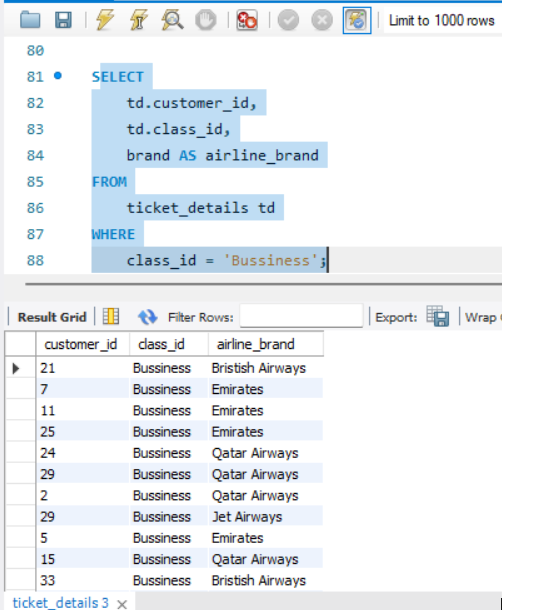 Limit to 1000 rows
80
81 SELECT
82 td.customer_id,
83 td.class_id,
84 brand AS airline_brand
85 FROM
86 ticket_details td
87 WHERE
88 class_id = 'Bussiness';
Result Grid Filter Rows: Export: Wrap
customer_id class_id airline_brand
21 Bussiness Bristish Airways
7 Bussiness Emirates
11 Bussiness Emirates
25 Bussiness Emirates
24 Bussiness Qatar Airways
29 Bussiness Qatar Airways
2 Bussiness Qatar Airways
29 Bussiness Jet Airways
5 Bussiness Emirates
15 Bussiness Qatar Airways
33 Bussiness Bristish Airways
ticket_details 3 ×